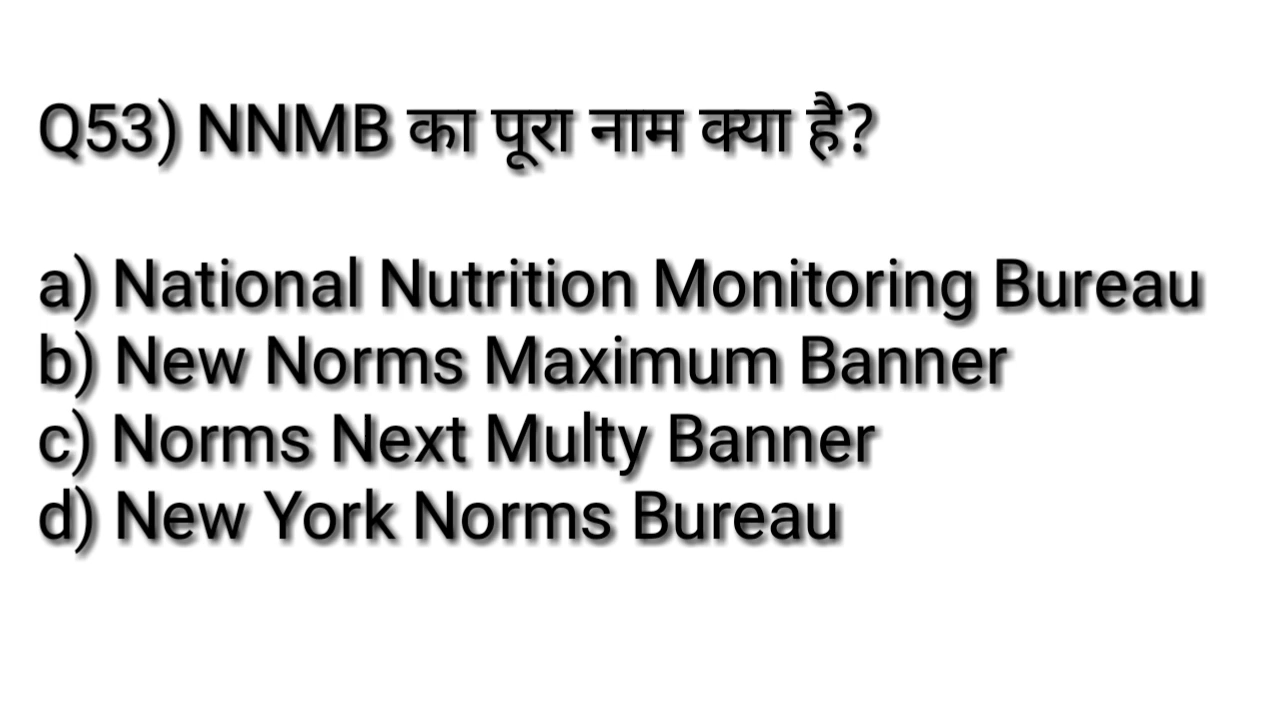 Q53) NNMB का पूरा नाम क्या है?
a) National Nutrition Monitoring Bureau
b) New Norms Maximum Banner
c) Norms Next Multy Banner
d) New York Norms Bureau